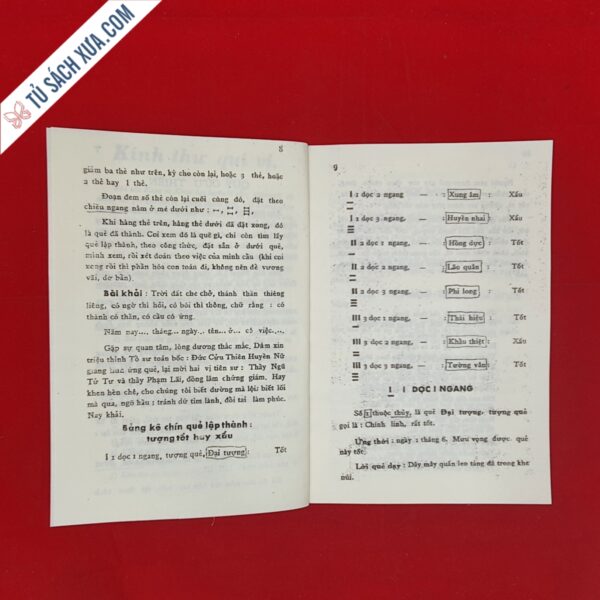 TỦ SÁCH XƯA.COM
8
giảm ba thẻ như trên, kỳ cho còn lại, hoặc 3 thẻ,
2 thẻ hay 1 thẻ.
Đoạn đem số thẻ còn lại cuối cùng đó, đặt theo
chiều ngang nằm ở mé dưới như :
Khi hàng thẻ trên, hàng thẻ dưới đã đặt xong, đó
là quẻ đã thành. Coi xem đó là quẻ gì, chỉ còn tìm lấy
quẻ lập thành, theo công thức, đặt sẵn ở dưới quẻ,
mình xem, rồi xét đoán theo việc của mình cầu (khi coi
xong rồi thì phần hóa con toán đi, không nên để vương
vãi, dơ bẩn).
Bài khải : Trời đất che chở, thánh thần thiêng
liêng, có ngờ thì hỏi, có bói thì thông, chữ rằng : có
thành có thần, có cầu có ứng.
Năm nay..., tháng... ngày... tên... ở... có việc...
Gặp sự quan tâm, lòng đương thắc mắc. Dám xin
triệu thỉnh Tổ sư toán bốc : Đức Cửu Thiên Huyền Nữ
giáng hạ ứng quẻ, lại mời hai vị tiên sư : Thầy Ngũ
Tử Tư và thầy Phạm Lãi, đồng lâm chứng giám. Hay
khen hèn chê, cho chúng tôi biết đường mà lội; biết lối
mà qua, ngõ hầu : tránh dữ tìm lành, đồi tai làm phúc.
Nay khải.
Bảng kê chín quẻ lập thành :
tượng tốt hay xấu
1 dọc 1 ngang, tượng quẻ, Đại tượng : Tốt
9
I 1 dọc 2 ngang — : Xung âm : Xấu
I 1 dọc 3 ngang, — : Huyền nhai : Xấu
II 2 dọc 1 ngang, — : Hồng dực : Tốt
II 2 dọc 2 ngang, — : Lão quân : Tốt
II 2 dọc 3 ngang, — : Phi long : Tốt
III 3 dọc 1 ngang, — : Thái hiệu : Tốt
III 3 dọc 2 ngang, — : Khẩu thiệt : Xấu
III 3 dọc 3 ngang, — : Tường vân : Tốt
1 DỌC 1 NGANG
Số 1 thuộc thủy, là quẻ Đại tượng, tượng quẻ
gọi là : Chính linh, rất tốt.
Ứng thời : ngày 1 tháng 6. Mưu vọng được quẻ
này tốt.
Lời quẻ dạy : Dây mây quấn leo tảng đá trong khe
núi.